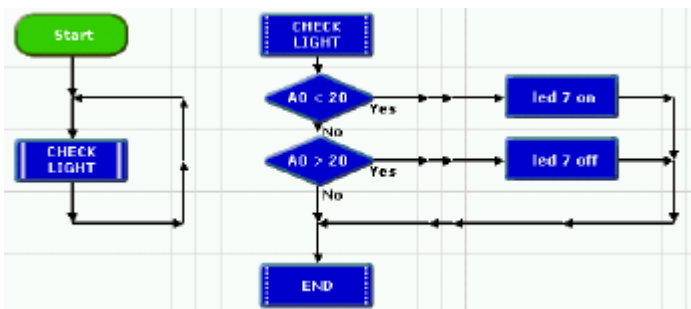 Start
CHECK
LIGHT
CHECK
LIGHT
A0 < 20
Yes
led 7 on
No
A0 > 20
Yes
led 7 off
No
END